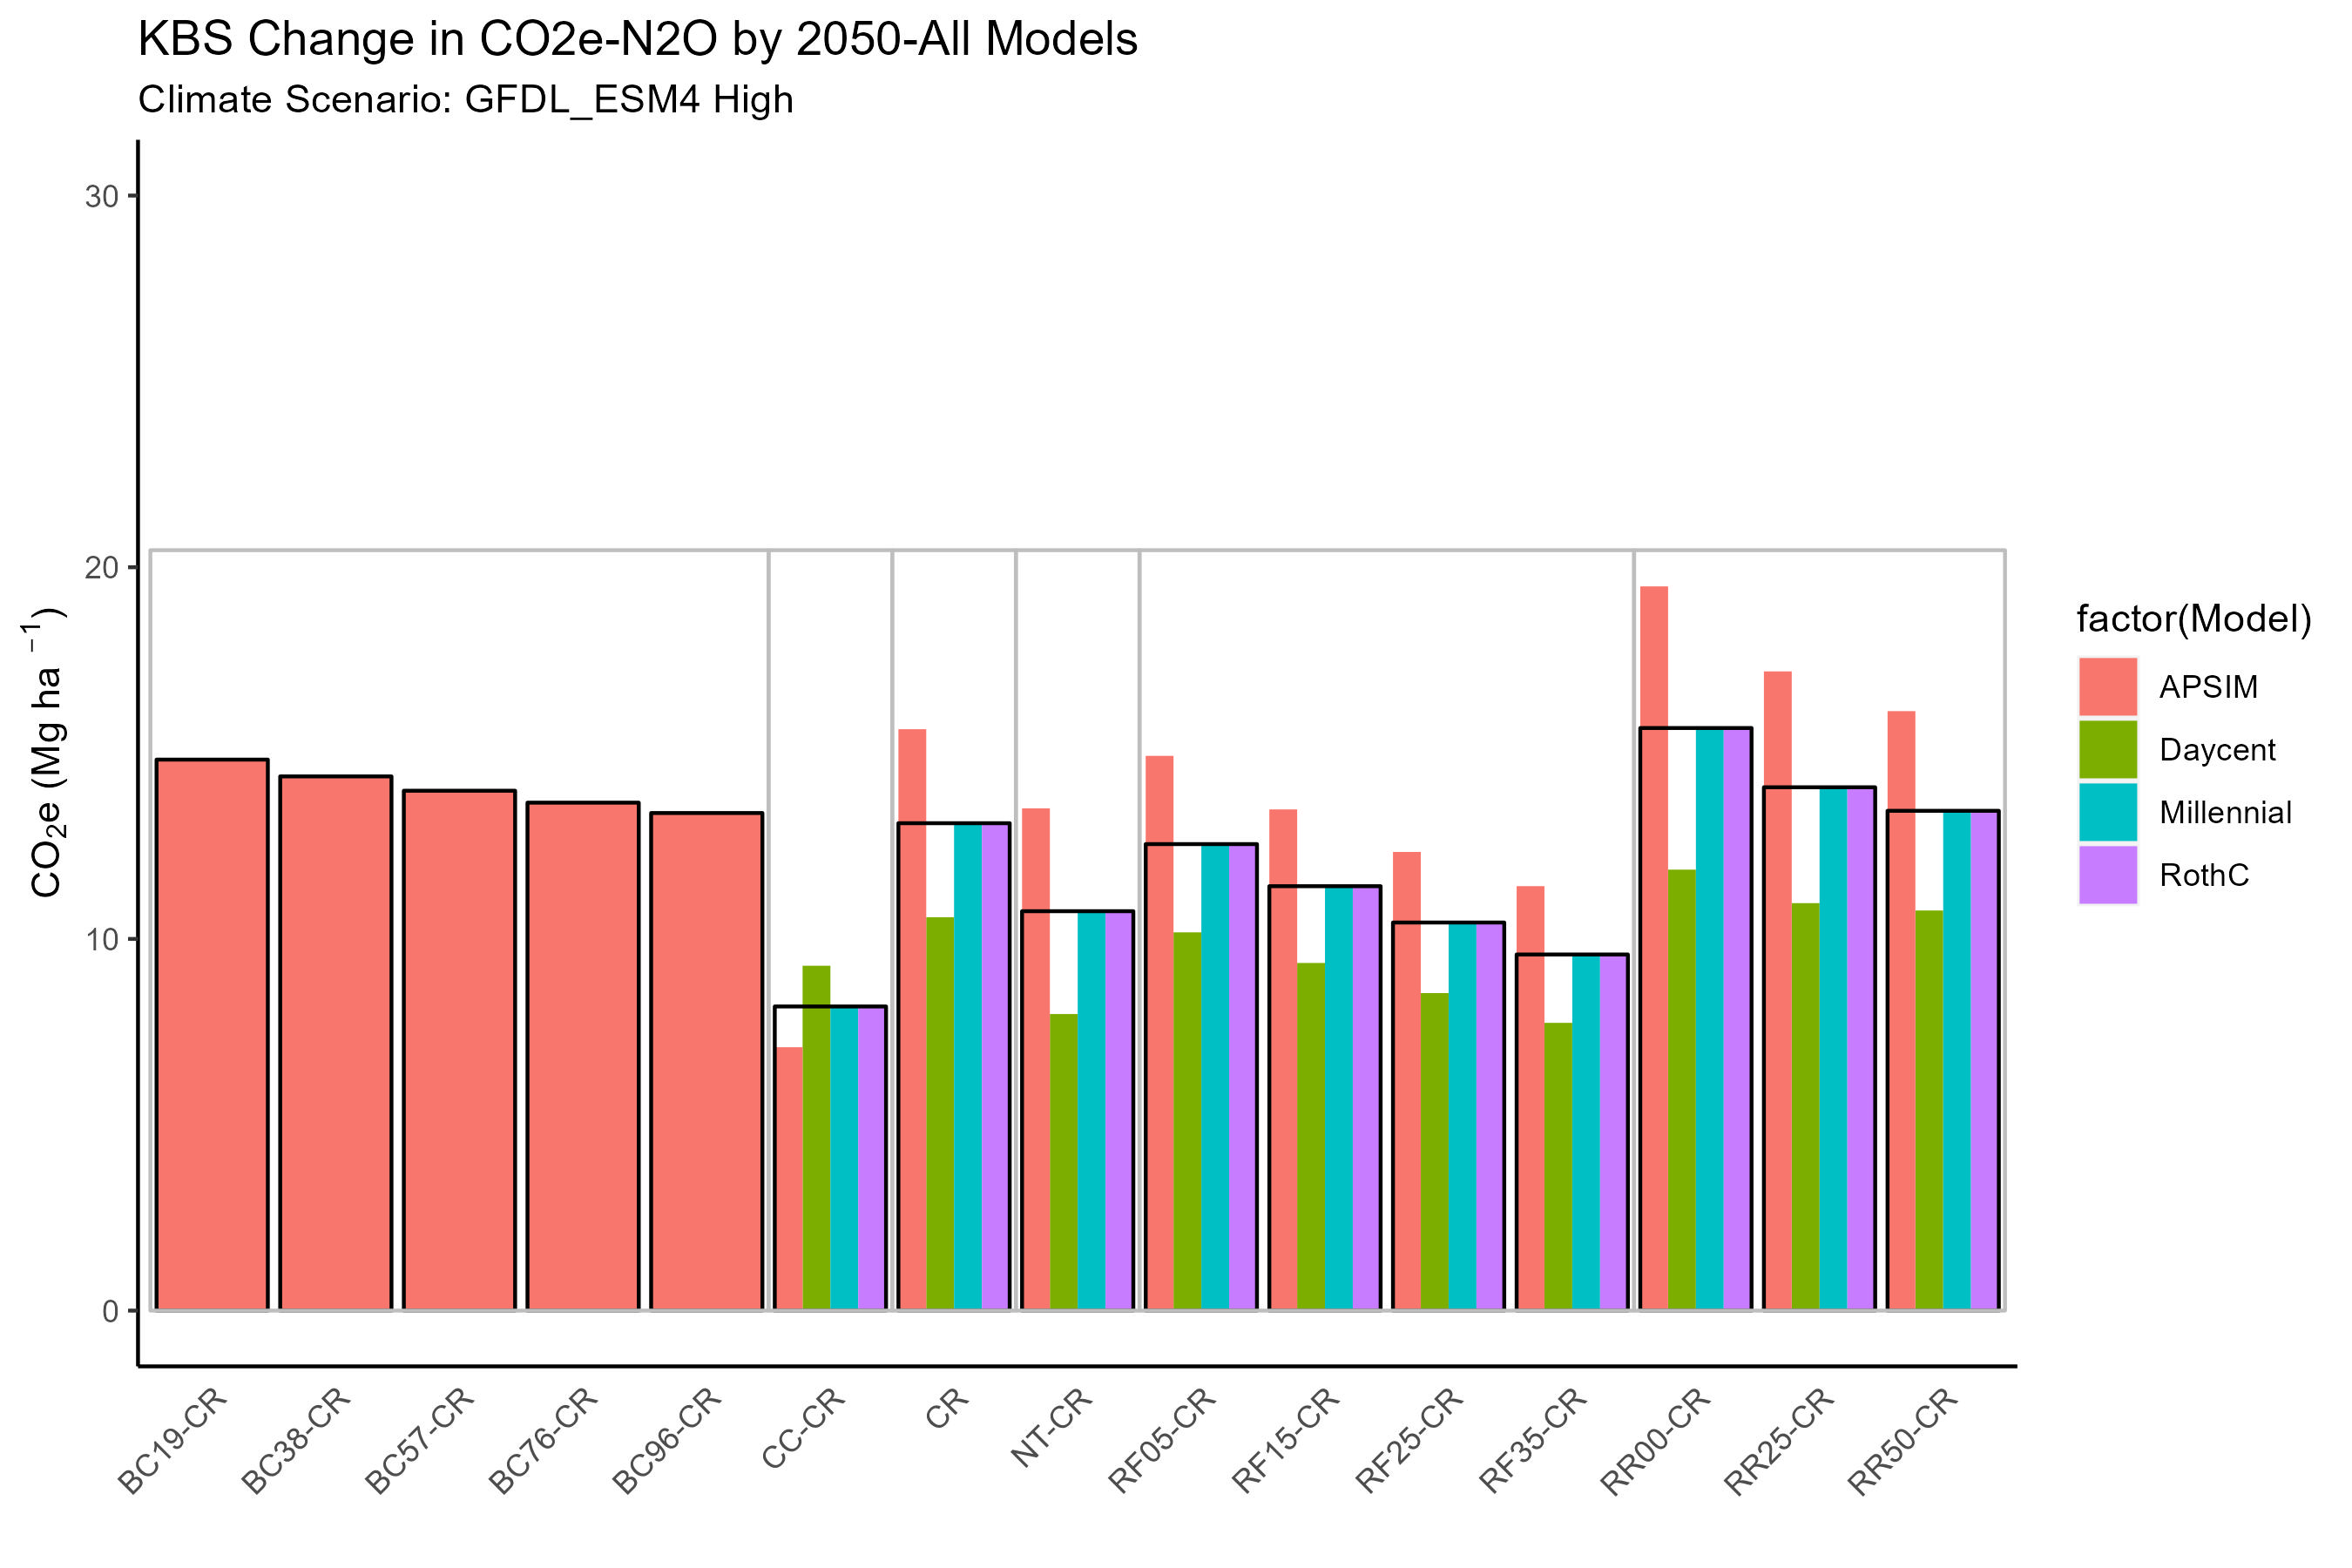 KBS Change in CO2e-N2O by 2050-All Models
Climate Scenario: GFDL_ESM4 High
CO₂e (Mg ha ⁻¹)
30
20
10
0
BC19-CR
BC38-CR
BC57-CR
BC76-CR
BC96-CR
CC-CR
CR
NT-CR
RF05-CR
RF15-CR
RF25-CR
RF35-CR
RR00-CR
RR25-CR
RR50-CR
factor(Model)
APSIM
Daycent
Millennial
RothC